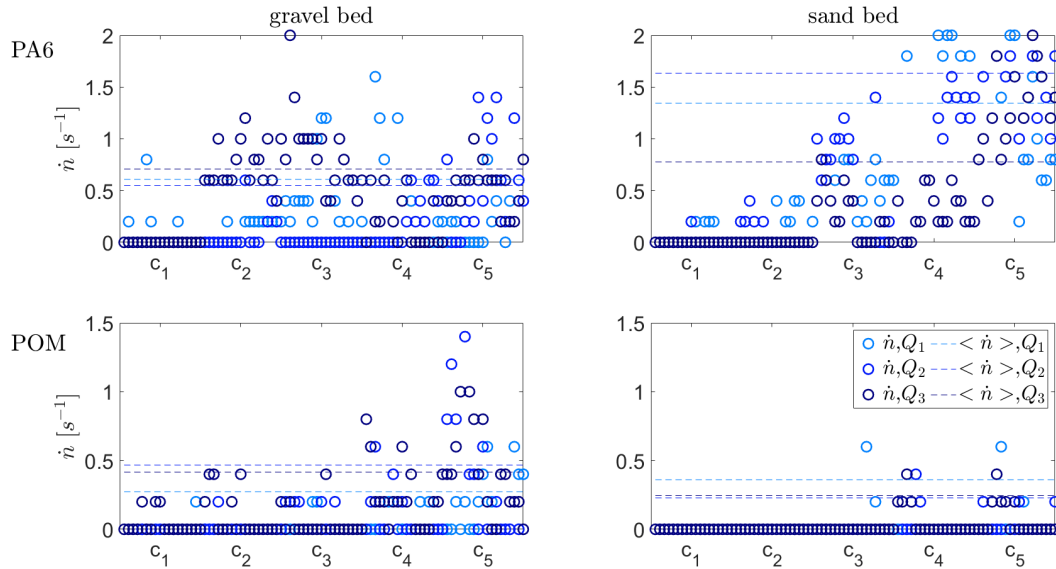 gravel bed
sand bed
PA6
2
1.5
1
0.5
0
ṅ [s⁻¹]
c₁ c₂ c₃ c₄ c₅
2
1.5
1
0.5
0
c₁ c₂ c₃ c₄ c₅
POM
1.5
1
0.5
0
ṅ [s⁻¹]
c₁ c₂ c₃ c₄ c₅
1.5
1
0.5
0
c₁ c₂ c₃ c₄ c₅
ṅ,Q₁ < ṅ >,Q₁
ṅ,Q₂ < ṅ >,Q₂
ṅ,Q₃ < ṅ >,Q₃